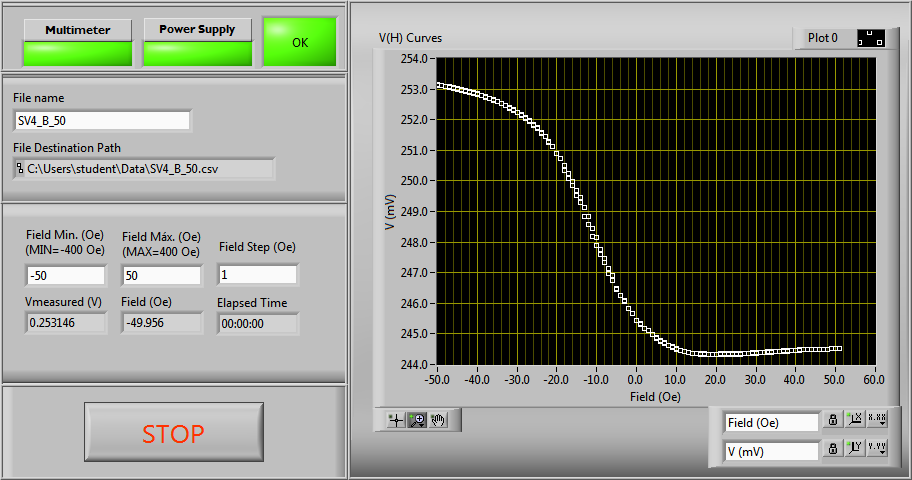 Multimeter
Power Supply
OK
File name
SV4_B_50
File Destination Path
C:\Users\student\Data\SV4_B_50.csv
Field Min. (Oe)
(MIN=-400 Oe)
Field Máx. (Oe)
(MAX=400 Oe)
Field Step (Oe)
-50
50
1
Vmeasured (V)
Field (Oe)
Elapsed Time
0.253146
-49.956
00:00:00
STOP
V(H) Curves
Plot 0
254.0
253.0
252.0
251.0
250.0
249.0
248.0
247.0
246.0
245.0
244.0
V (mV)
-50.0 -40.0 -30.0 -20.0 -10.0 0.0 10.0 20.0 30.0 40.0 50.0 60.0
Field (Oe)
Field (Oe)
X
X.XX
V (mV)
Y
Y.YY